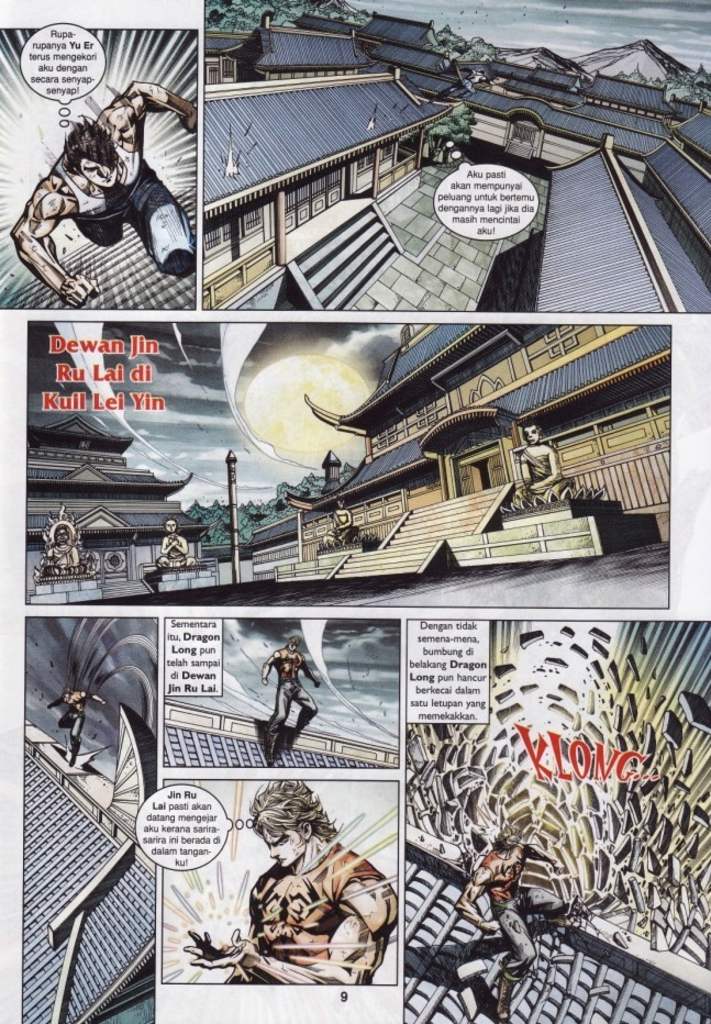 Rupa-
rupanya Yu Er
terus mengekori
aku dengan
secara senyap-
senyap!
Aku pasti
akan mempunyai
peluang untuk bertemu
dengannya lagi jika dia
masih mencintai
aku!
Dewan Jin
Ru Lai di
Kuil Lei Yin
Sementara
itu, Dragon
Long pun
telah sampai
di Dewan
Jin Ru Lai.
Jin Ru
Lai pasti akan
datang mengejar
aku kerana sarira-
sarira ini berada di
dalam tangan-
ku!
Dengan tidak
semena-mena,
bumbung di
belakang Dragon
Long pun hancur
berkecai dalam
satu letupan yang
memekakkan.
KLONG...
9